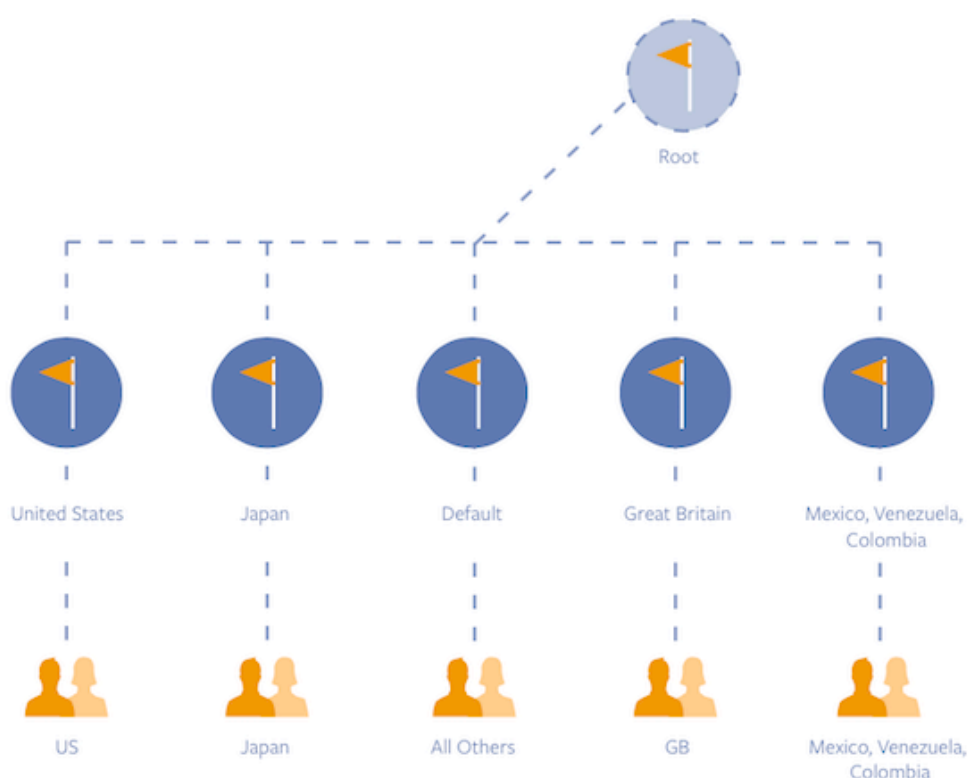 Root
United States
Japan
Default
Great Britain
Mexico, Venezuela,
Colombia
US
Japan
All Others
GB
Mexico, Venezuela,
Colombia